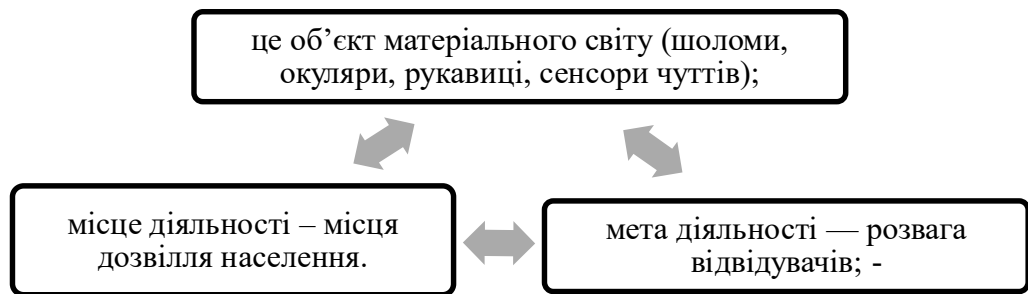 це об’єкт матеріального світу (шоломи,
окуляри, рукавиці, сенсори чуттів);
місце діяльності – місця
дозвілля населення.
мета діяльності — розвага
відвідувачів; -